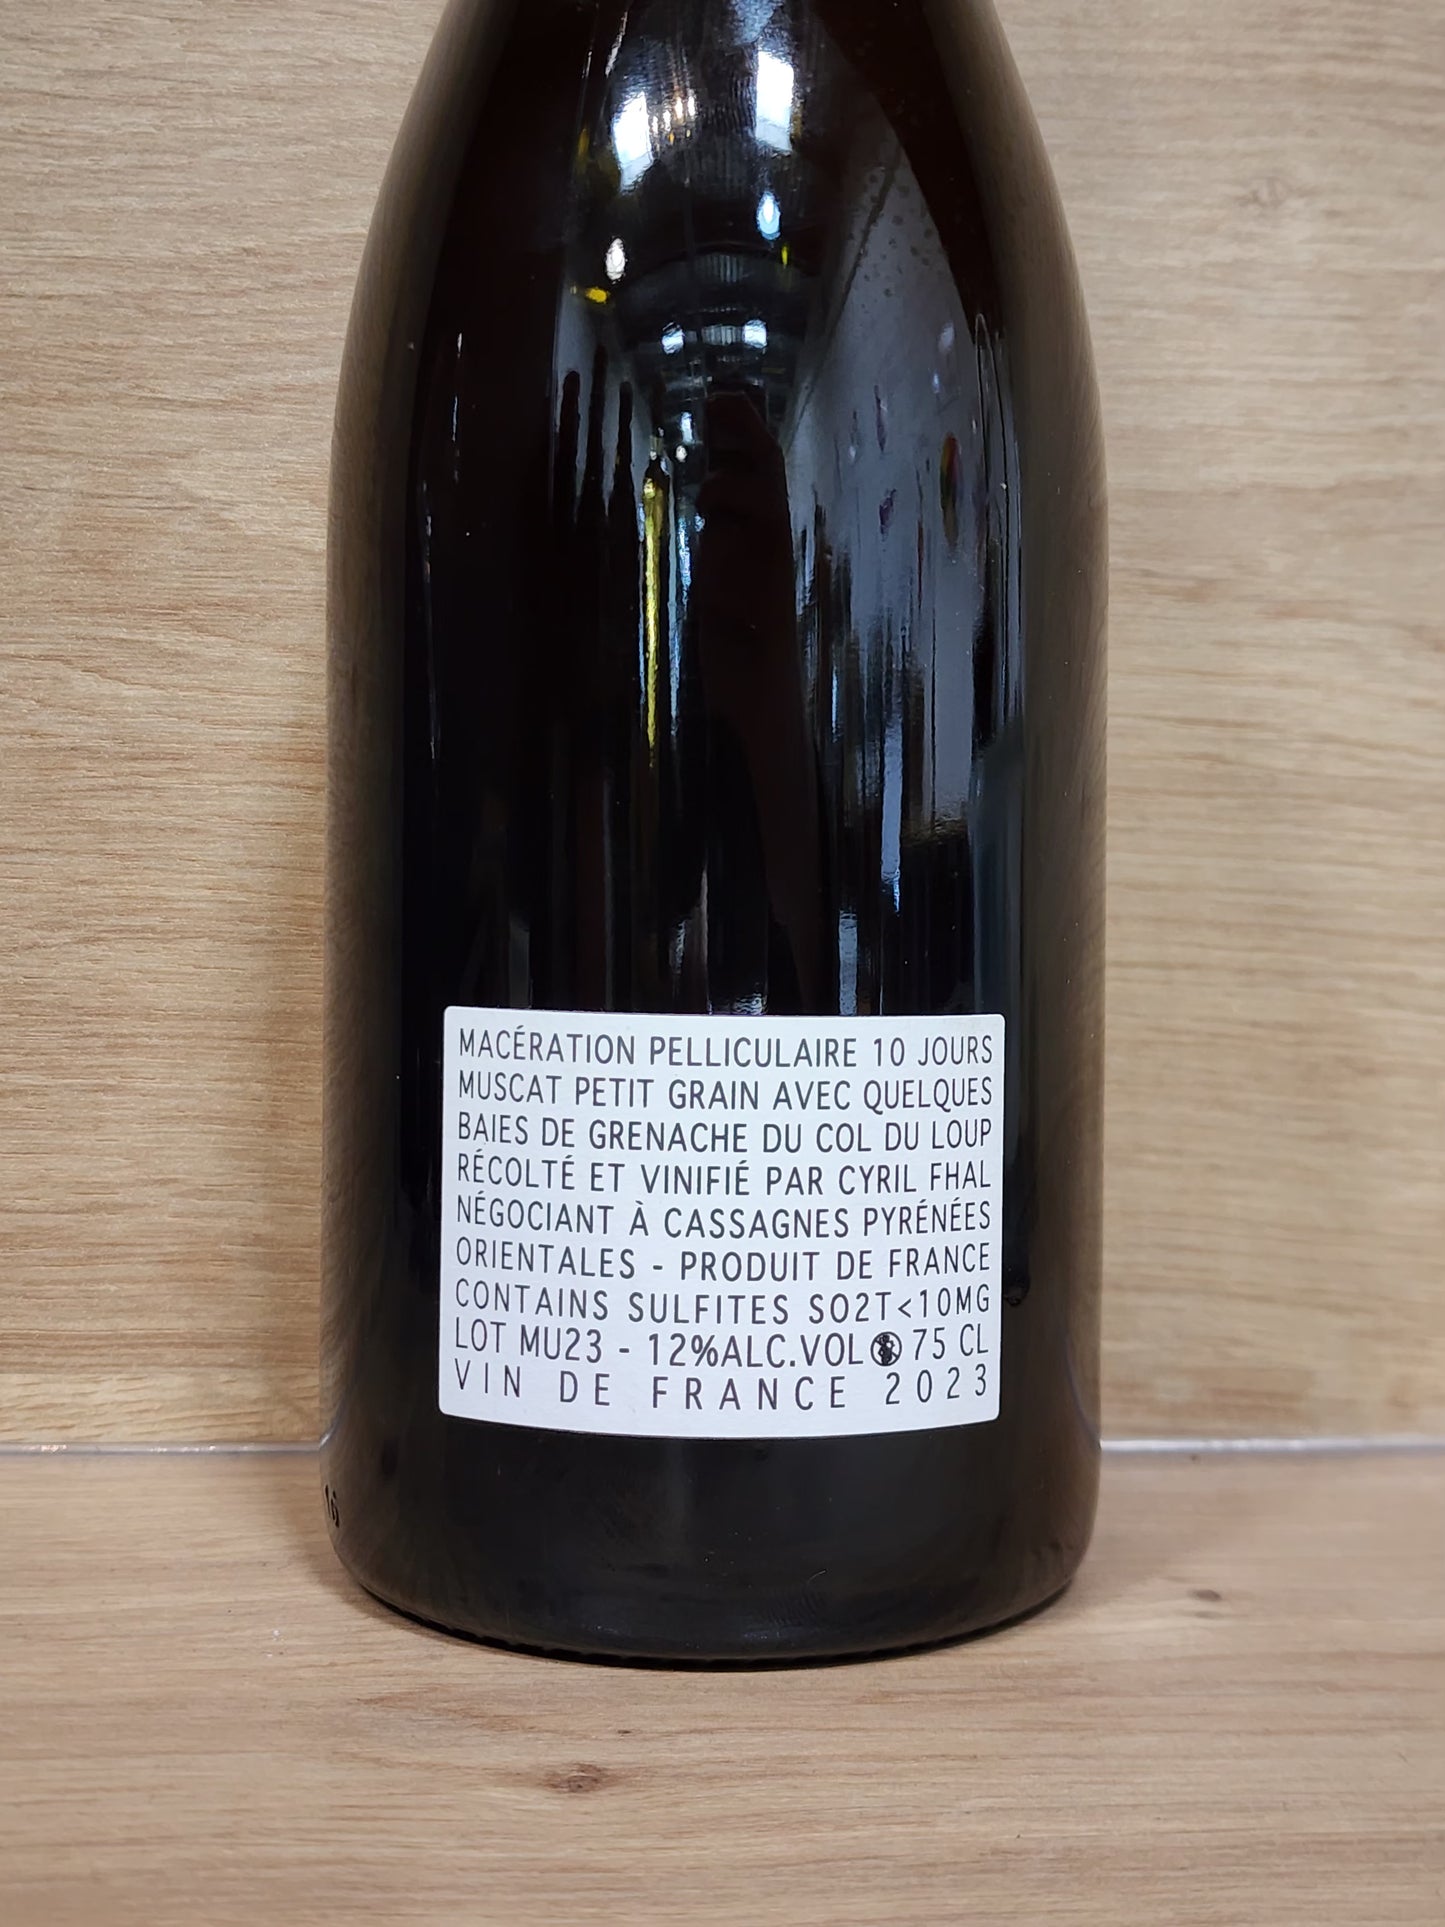 MACÉRATION PELLICULAIRE 10 JOURS
MUSCAT PETIT GRAIN AVEC QUELQUES
BAIES DE GRENACHE DU COL DU LOUP
RÉCOLTÉ ET VINIFIÉ PAR CYRIL FHAL
NÉGOCIANT À CASSAGNES PYRÉNÉES
ORIENTALES - PRODUIT DE FRANCE
CONTAINS SULFITES SO2T<10MG
LOT MU23 - 12%ALC.VOL 75 CL
VIN DE FRANCE 2023
16